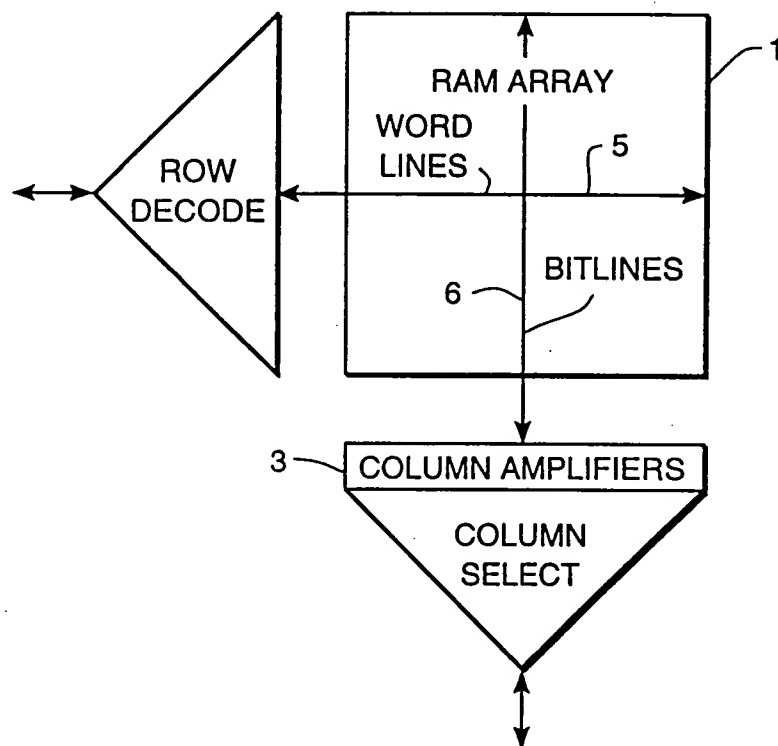 1
RAM ARRAY
WORD
LINES
5
ROW
DECODE
6
BITLINES
3
COLUMN AMPLIFIERS
COLUMN
SELECT